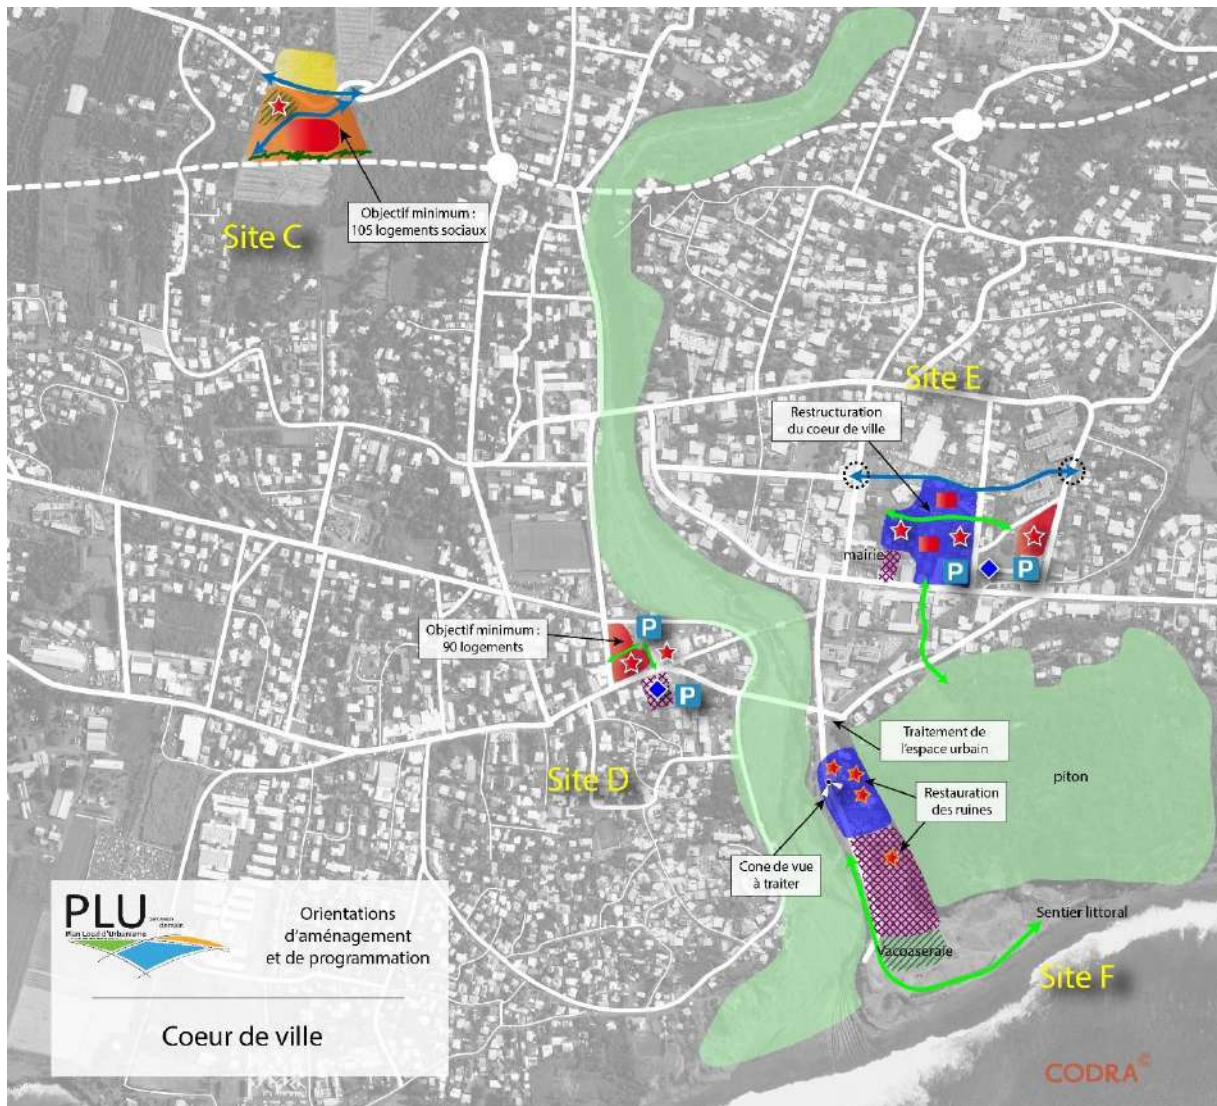 Objectif minimum :
105 logements sociaux
Site C
Site E
Restructuration
du coeur de ville
mairie
P
P
Objectif minimum :
90 logements
P
P
Traitement de
l'espace urbain
piton
Site D
Restauration
des ruines
Cone de vue
à traiter
Sentier littoral
Vacoaseraie
Site F
PLU
Plan Local d'Urbanisme
demain
Orientations
d'aménagement
et de programmation
Coeur de ville
CODRA